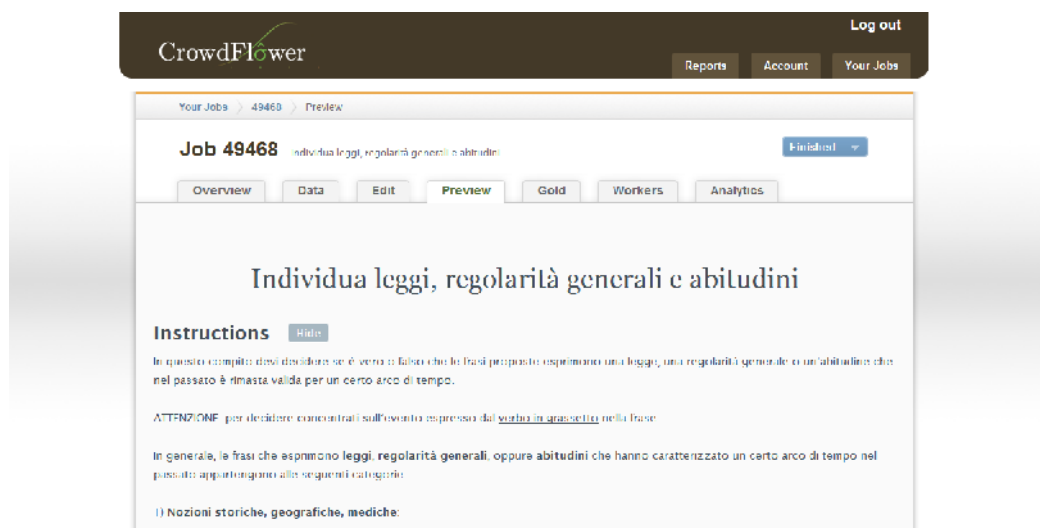 Log out
CrowdFlower
Reports Account Your Jobs
Your Jobs 49468 Preview
Job 49468 Individua leggi, regolarità generali e abitudini
Finished
Overview Data Edit Preview Gold Workers Analytics
Individua leggi, regolarità generali e abitudini
Instructions Hide
In questo compito devi decidere se è vero o falso che le frasi proposte esprimono una legge, una regolarità generale o un'abitudine che
nel passato è rimasta valida per un certo arco di tempo.
ATTENZIONE: per decidere concentrati sull'evento espresso dal verbo in grassetto nella frase
In generale, le frasi che esprimono leggi, regolarità generali, oppure abitudini che hanno caratterizzato un certo arco di tempo nel
passato appartengono alle seguenti categorie
1) Nozioni storiche, geografiche, mediche: